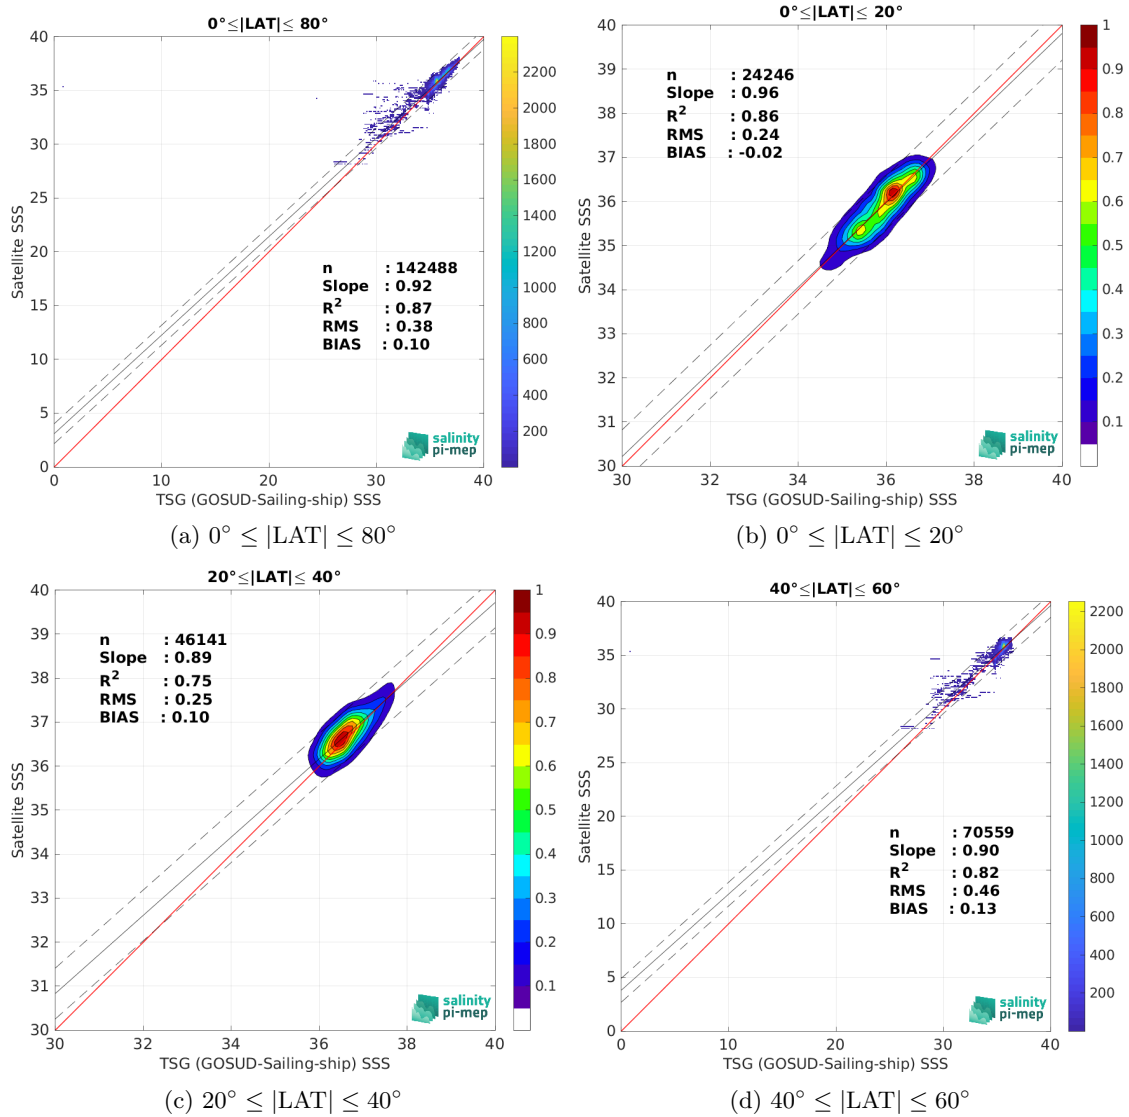 0°≤|LAT|≤ 80°
40
35
30
25
20
15
10
5
0
0
10
20
30
40
Satellite SSS
TSG (GOSUD-Sailing-ship) SSS
n : 142488
Slope : 0.92
R² : 0.87
RMS : 0.38
BIAS : 0.10
salinity
pi-mep
2200
2000
1800
1600
1400
1200
1000
800
600
400
200
(a) 0° ≤ |LAT| ≤ 80°
0°≤|LAT|≤ 20°
40
39
38
37
36
35
34
33
32
31
30
30
32
34
36
38
40
Satellite SSS
TSG (GOSUD-Sailing-ship) SSS
n : 24246
Slope : 0.96
R² : 0.86
RMS : 0.24
BIAS : -0.02
salinity
pi-mep
1
0.9
0.8
0.7
0.6
0.5
0.4
0.3
0.2
0.1
(b) 0° ≤ |LAT| ≤ 20°
20°≤|LAT|≤ 40°
40
39
38
37
36
35
34
33
32
31
30
30
32
34
36
38
40
Satellite SSS
TSG (GOSUD-Sailing-ship) SSS
n : 46141
Slope : 0.89
R² : 0.75
RMS : 0.25
BIAS : 0.10
salinity
pi-mep
1
0.9
0.8
0.7
0.6
0.5
0.4
0.3
0.2
0.1
(c) 20° ≤ |LAT| ≤ 40°
40°≤|LAT|≤ 60°
40
35
30
25
20
15
10
5
0
0
10
20
30
40
Satellite SSS
TSG (GOSUD-Sailing-ship) SSS
n : 70559
Slope : 0.90
R² : 0.82
RMS : 0.46
BIAS : 0.13
salinity
pi-mep
2200
2000
1800
1600
1400
1200
1000
800
600
400
200
(d) 40° ≤ |LAT| ≤ 60°